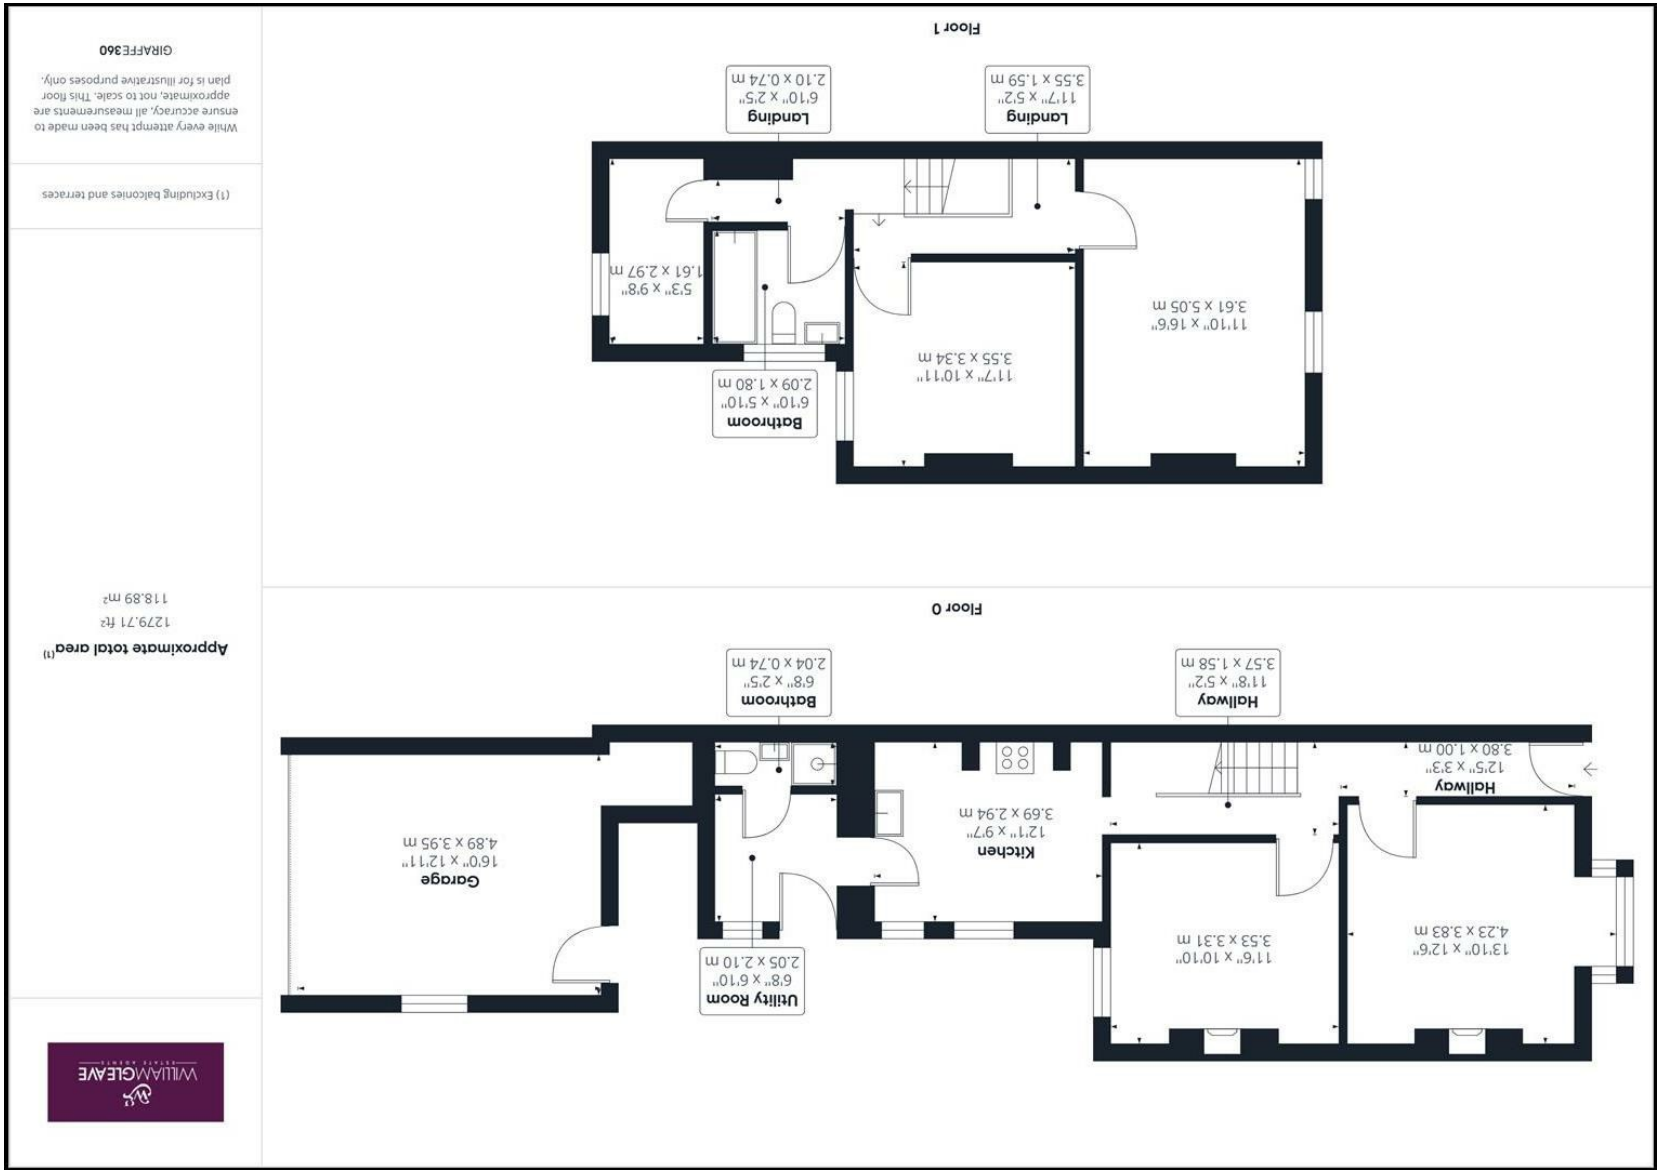 13'10" x 12'6"
4.23 x 3.83 m
11'6" x 10'10"
3.53 x 3.31 m
Utility Room
6'8" x 6'10"
2.05 x 2.10 m
Kitchen
12'1" x 9'7"
3.69 x 2.94 m
Garage
16'0" x 12'11"
4.89 x 3.95 m
Hallway
12'5" x 3'3"
3.80 x 1.00 m
Hallway
11'8" x 5'2"
3.57 x 1.58 m
Bathroom
6'8" x 2'5"
2.04 x 0.74 m
Floor 0
11'10" x 16'6"
3.61 x 5.05 m
11'7" x 10'11"
3.55 x 3.34 m
Bathroom
6'10" x 5'10"
2.09 x 1.80 m
5'3" x 9'8"
1.61 x 2.97 m
Landing
11'7" x 5'2"
3.55 x 1.59 m
Landing
6'10" x 2'5"
2.10 x 0.74 m
Floor 1
WG
WILLIAMGLEAVE
ESTATE AGENTS
Approximate total area(1)
1279.71 ft²
118.89 m²
(1) Excluding balconies and terraces
While every attempt has been made to
ensure accuracy, all measurements are
approximate, not to scale. This floor
plan is for illustrative purposes only.
GIRAFFE360